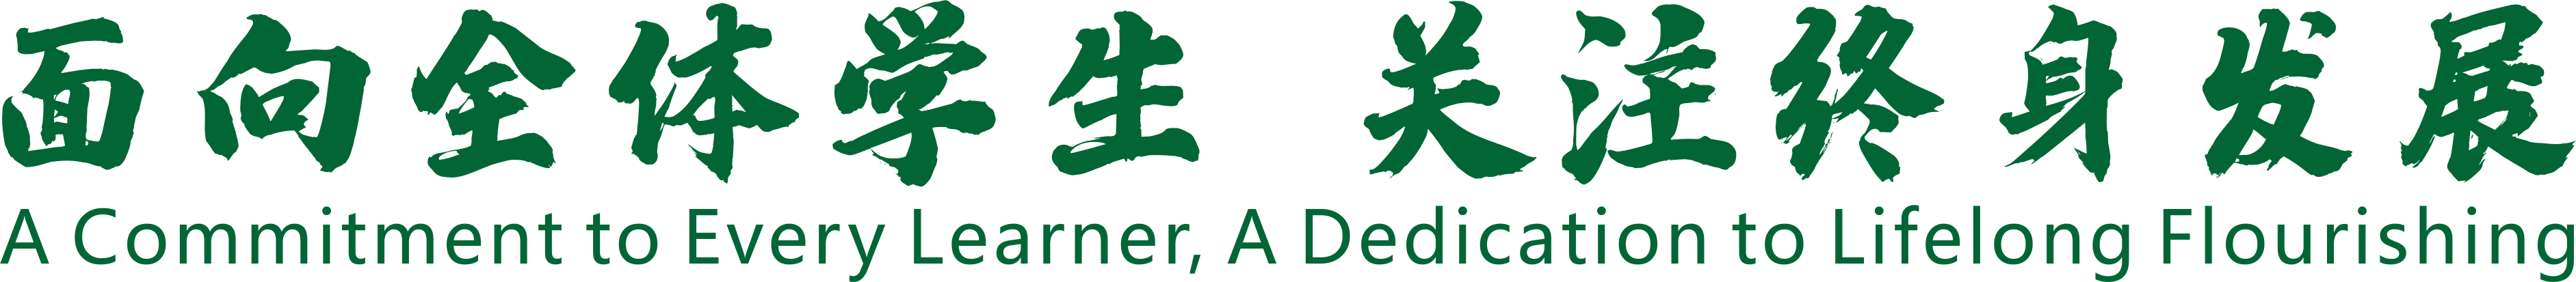 面向全体学生 关注终身发展
A Commitment to Every Learner, A Dedication to Lifelong Flourishing